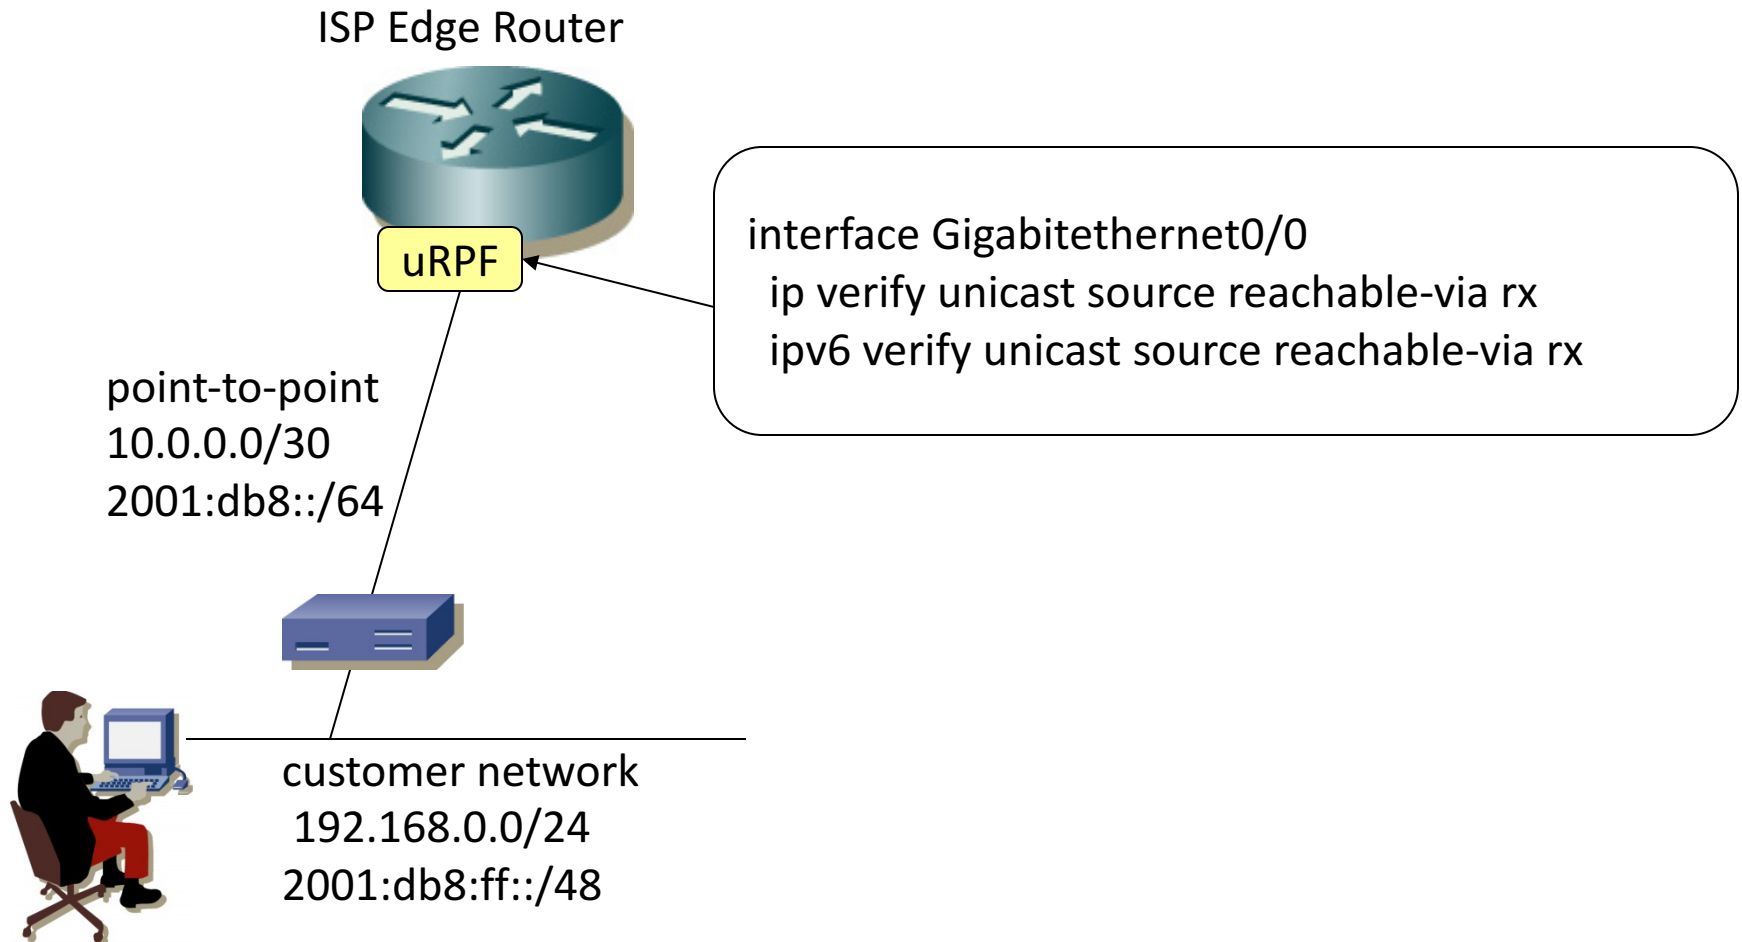 ISP Edge Router
uRPF
interface Gigabitethernet0/0
ip verify unicast source reachable-via rx
ipv6 verify unicast source reachable-via rx
point-to-point
10.0.0.0/30
2001:db8::/64
customer network
192.168.0.0/24
2001:db8:ff::/48